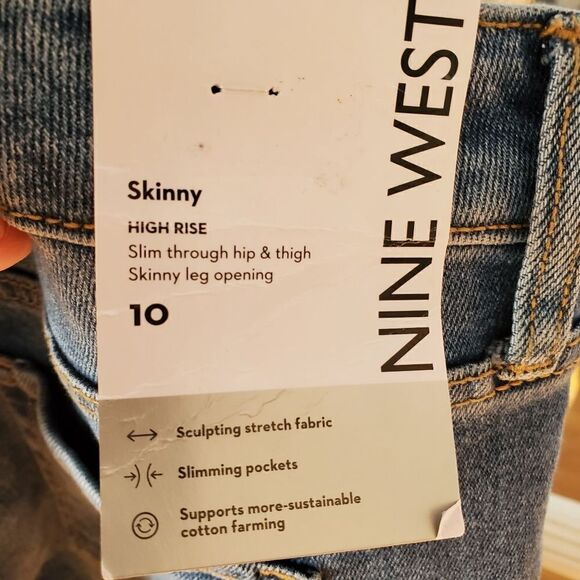 NINE WEST
Skinny
HIGH RISE
Slim through hip & thigh
Skinny leg opening
10
Sculpting stretch fabric
Slimming pockets
Supports more-sustainable
cotton farming